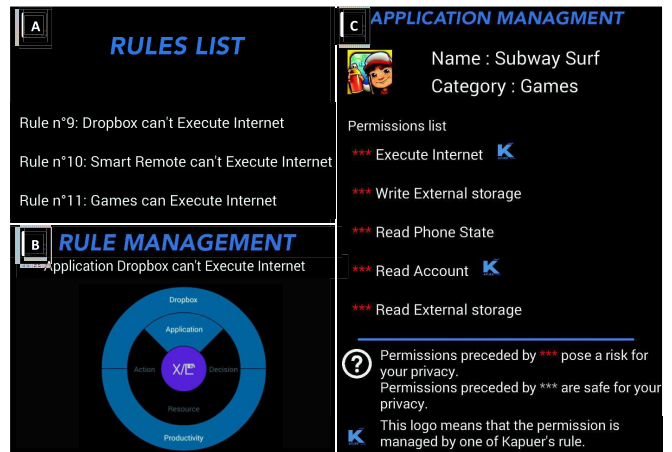 A
RULES LIST
Rule n°9: Dropbox can't Execute Internet
Rule n°10: Smart Remote can't Execute Internet
Rule n°11: Games can Execute Internet
B
RULE MANAGEMENT
Application Dropbox can't Execute Internet
Dropbox
Application
Action
X/E
Decision
Resource
Productivity
C
APPLICATION MANAGMENT
Name : Subway Surf
Category : Games
Permissions list
*** Execute Internet K
*** Write External storage
*** Read Phone State
*** Read Account K
*** Read External storage
? Permissions preceded by *** pose a risk for
your privacy.
Permissions preceded by *** are safe for your
privacy.
K This logo means that the permission is
managed by one of Kapuer's rule.